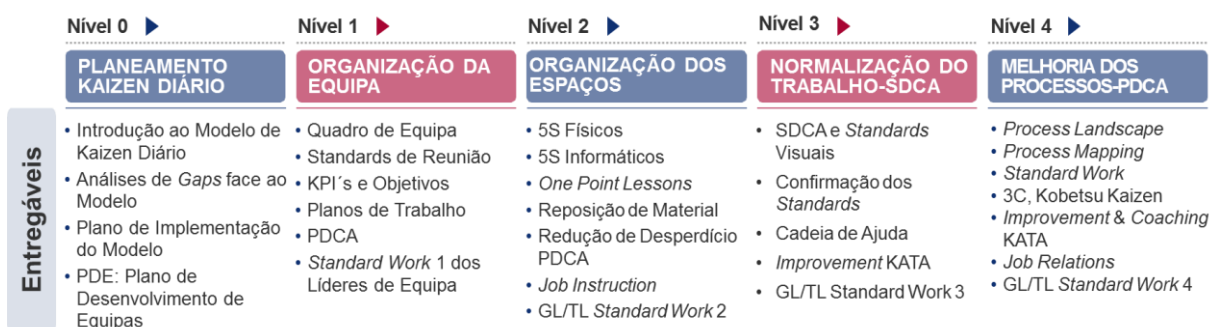 Nível 0
PLANEAMENTO
KAIZEN DIÁRIO
Nível 1
ORGANIZAÇÃO DA
EQUIPA
Nível 2
ORGANIZAÇÃO DOS
ESPAÇOS
Nível 3
NORMALIZAÇÃO DO
TRABALHO-SDCA
Nível 4
MELHORIA DOS
PROCESSOS-PDCA
Entregáveis
• Introdução ao Modelo de
Kaizen Diário
• Análises de Gaps face ao
Modelo
• Plano de Implementação
do Modelo
• PDE: Plano de
Desenvolvimento de
Equipas
• Quadro de Equipa
• Standards de Reunião
• KPI´s e Objetivos
• Planos de Trabalho
• PDCA
• Standard Work 1 dos
Líderes de Equipa
• 5S Físicos
• 5S Informáticos
• One Point Lessons
• Reposição de Material
• Redução de Desperdício
PDCA
• Job Instruction
• GL/TL Standard Work 2
• SDCA e Standards
Visuais
• Confirmação dos
Standards
• Cadeia de Ajuda
• Improvement KATA
• GL/TL Standard Work 3
• Process Landscape
• Process Mapping
• Standard Work
• 3C, Kobetsu Kaizen
• Improvement & Coaching
KATA
• Job Relations
• GL/TL Standard Work 4